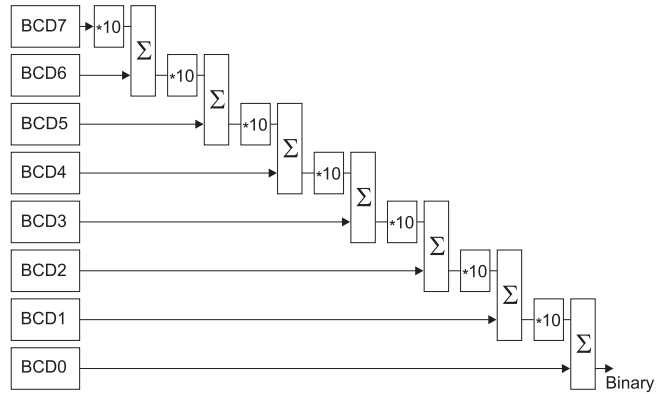 BCD7 *10 Σ
BCD6 *10 Σ
BCD5 *10 Σ
BCD4 *10 Σ
BCD3 *10 Σ
BCD2 *10 Σ
BCD1 *10 Σ
BCD0
Binary